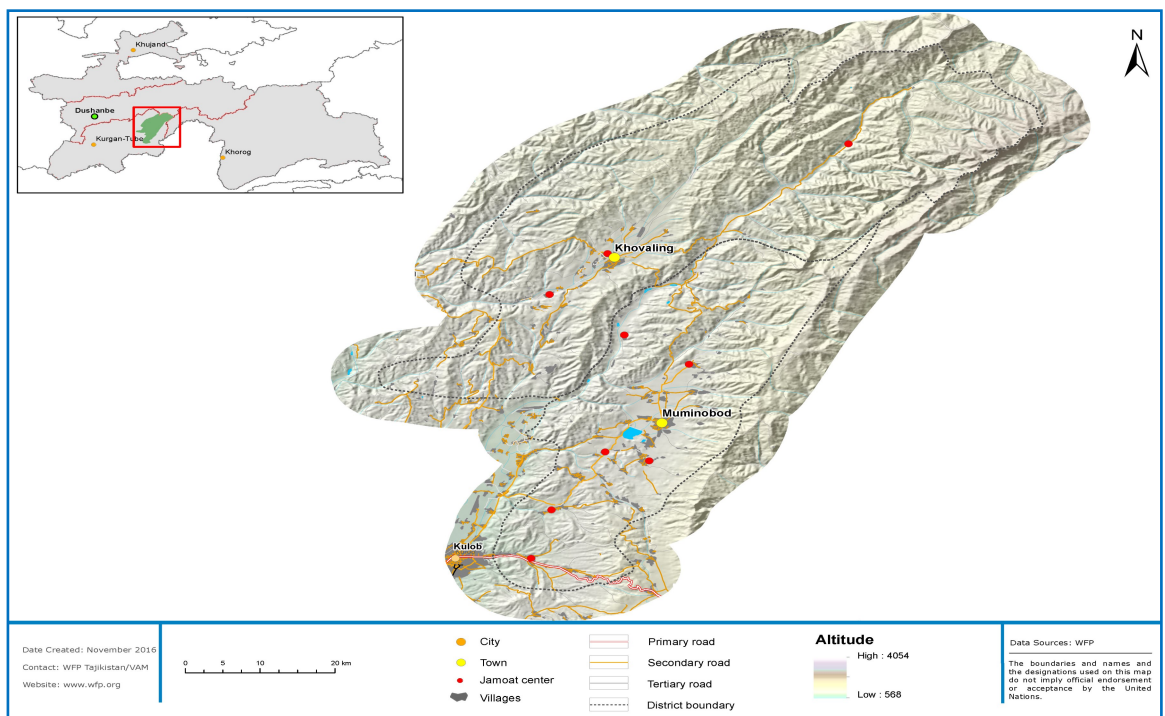 Khujand
Dushanbe
Kurgan-Tube
Khorog
N
Khovaling
Muminobod
Kulob
Date Created: November 2016
Contact: WFP Tajikistan/VAM
Website: www.wfp.org
0 5 10 20 km
City
Town
Jamoat center
Villages
Primary road
Secondary road
Tertiary road
District boundary
Altitude
High : 4054
Low : 568
Data Sources: WFP
The boundaries and names and
the designations used on this map
do not imply official endorsement
or acceptance by the United
Nations.